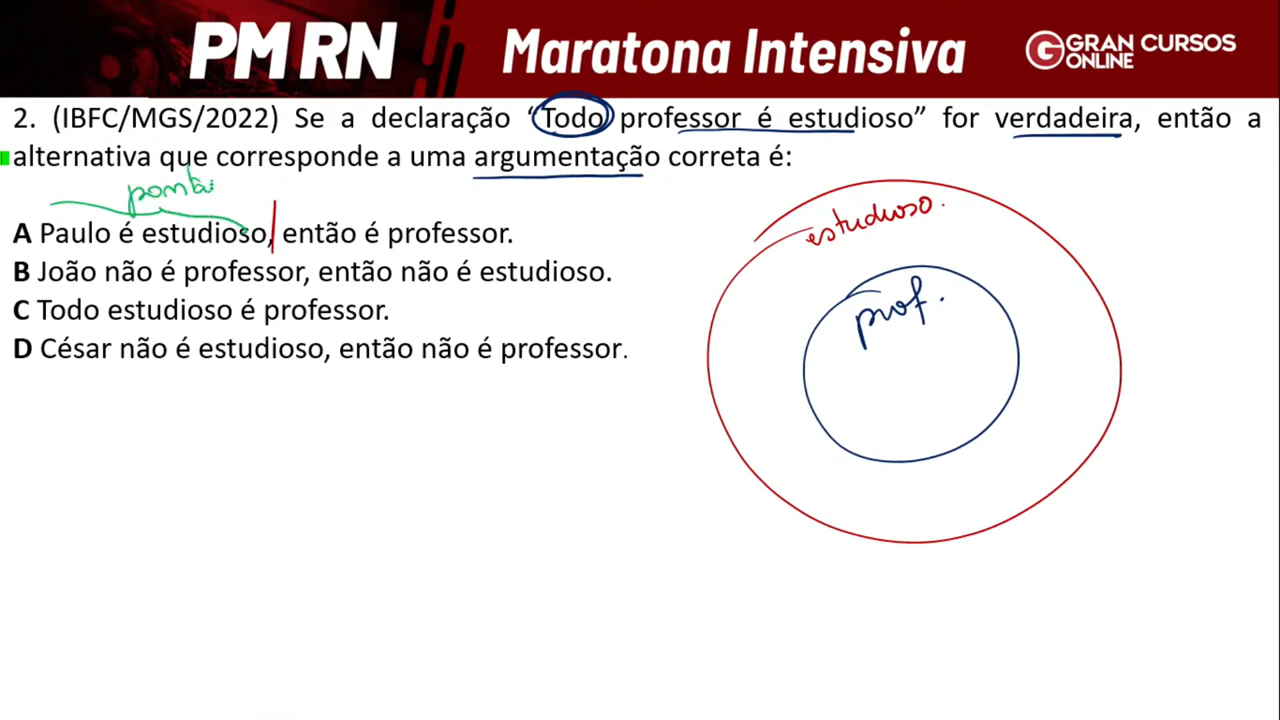 PM RN
Maratona Intensiva
GRAN CURSOS
ONLINE
2. (IBFC/MGS/2022) Se a declaração “Todo professor é estudioso” for verdadeira, então a
alternativa que corresponde a uma argumentação correta é:
ponto
A Paulo é estudioso, então é professor.
B João não é professor, então não é estudioso.
C Todo estudioso é professor.
D César não é estudioso, então não é professor.
estudioso.
prof.